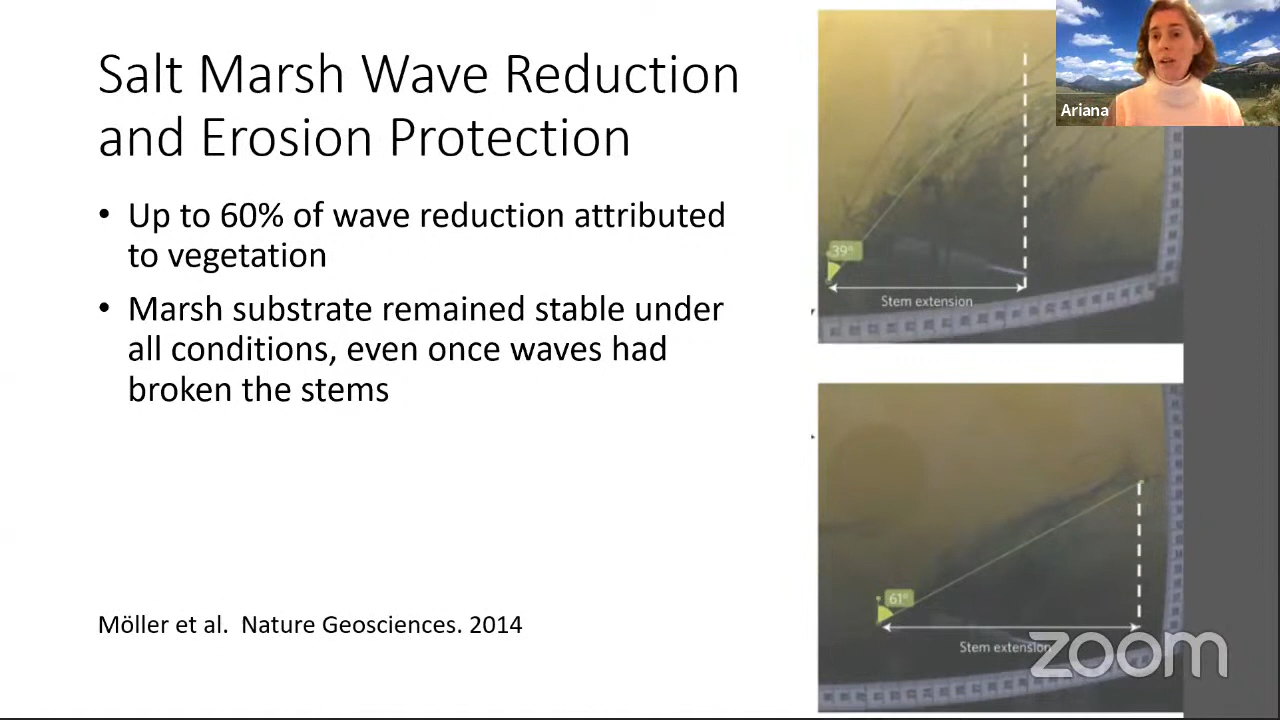 Salt Marsh Wave Reduction
and Erosion Protection
• Up to 60% of wave reduction attributed
to vegetation
• Marsh substrate remained stable under
all conditions, even once waves had
broken the stems
Möller et al. Nature Geosciences. 2014
39°
Stem extension
61°
Stem extension
Ariana
zoom